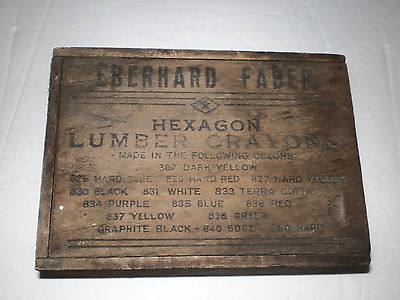 EBERHARD FABER
HEXAGON
LUMBER CRAYONS
-MADE IN THE FOLLOWING COLORS-
367 DARK YELLOW
HARD BLUE HARD RED 827 HARD YELLOW
830 BLACK 831 WHITE 833 TERRA COTTA
834 PURPLE 835 BLUE 836 RED
837 YELLOW 838 GREEN
GRAPHITE BLACK - 840 SOFT 850 HARD